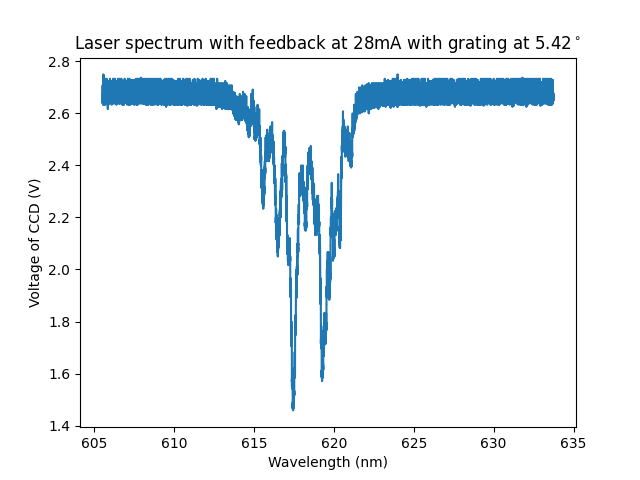 Laser spectrum with feedback at 28mA with grating at 5.42°
2.8
2.6
2.4
2.2
2.0
1.8
1.6
1.4
Voltage of CCD (V)
605 610 615 620 625 630 635
Wavelength (nm)